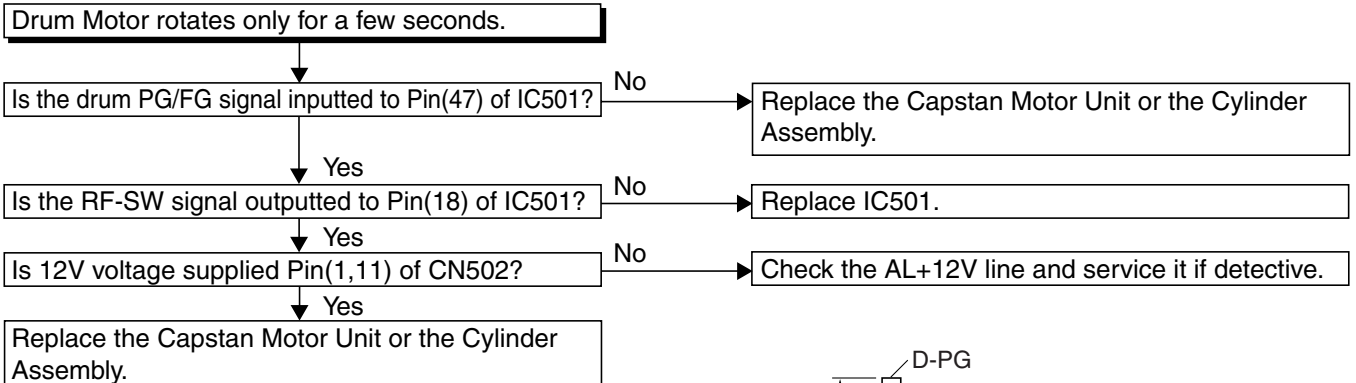 Drum Motor rotates only for a few seconds.
Is the drum PG/FG signal inputted to Pin(47) of IC501?
No
Replace the Capstan Motor Unit or the Cylinder
Assembly.
Yes
Is the RF-SW signal outputted to Pin(18) of IC501?
No
Replace IC501.
Yes
Is 12V voltage supplied Pin(1,11) of CN502?
No
Check the AL+12V line and service it if detective.
Yes
Replace the Capstan Motor Unit or the Cylinder
Assembly.
D-PG